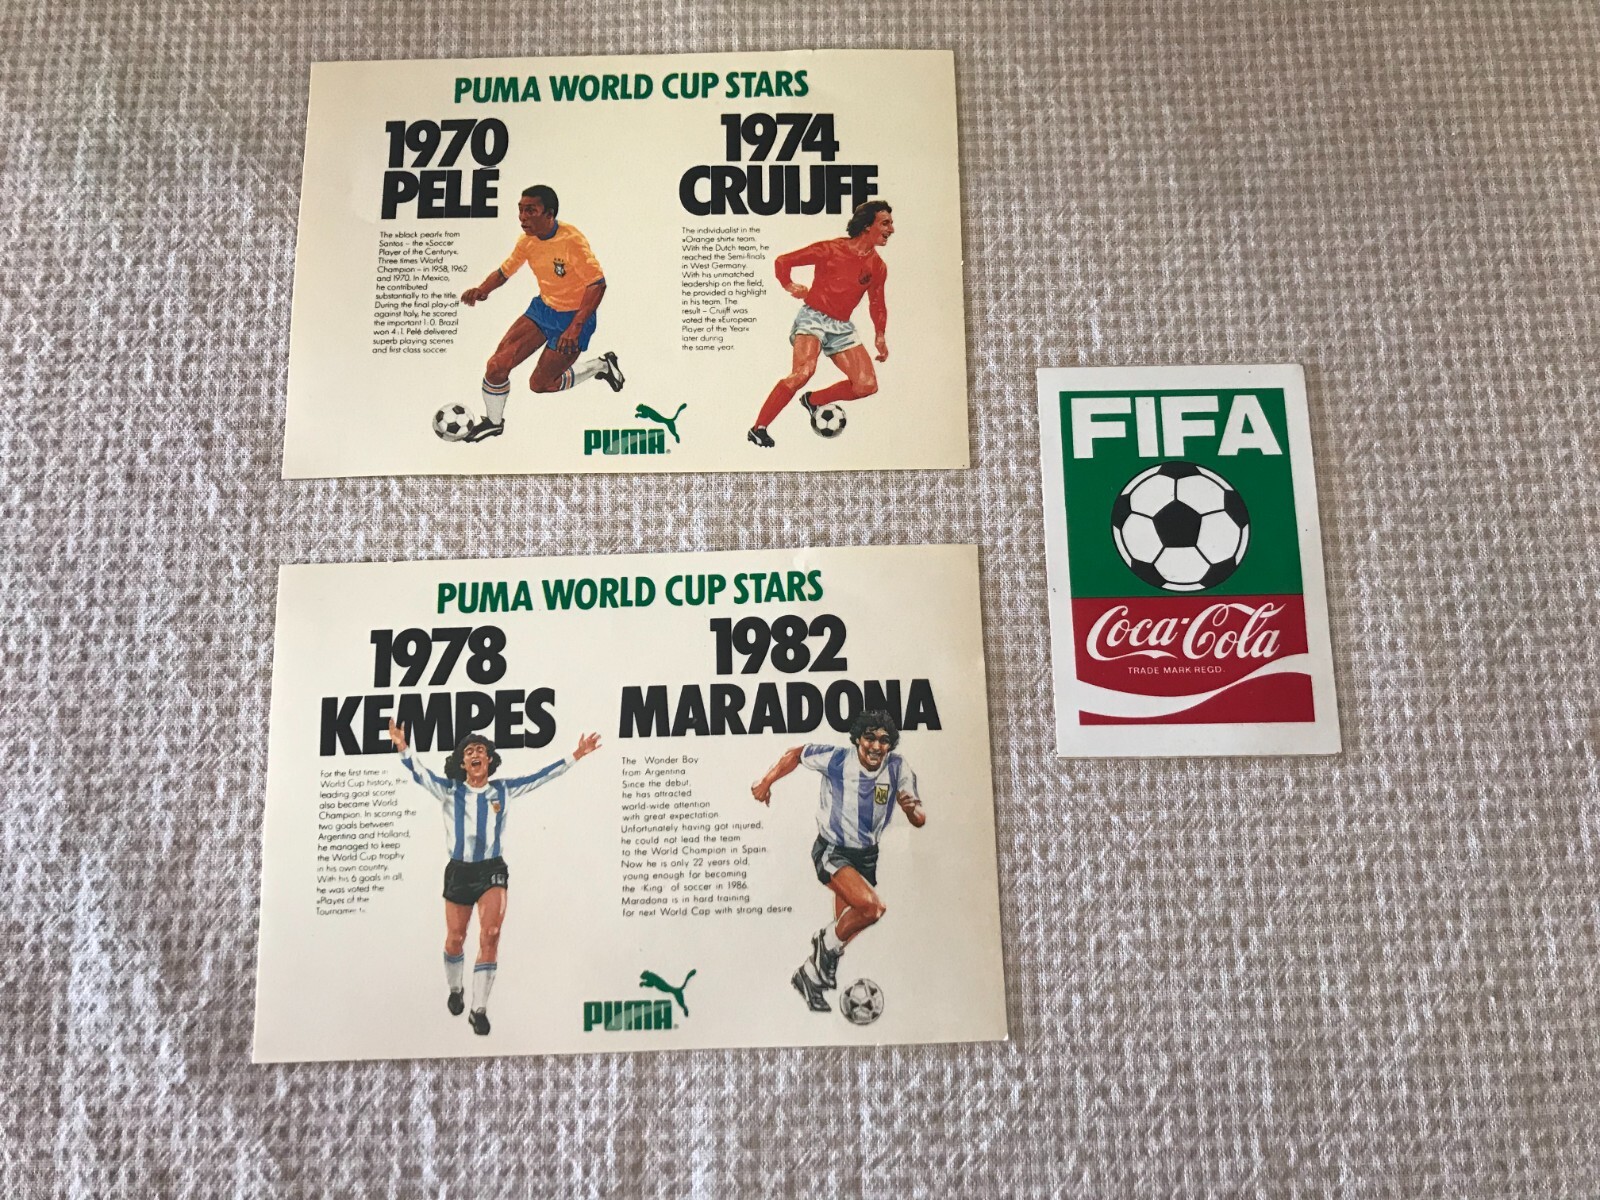 PUMA WORLD CUP STARS
1970
PELÉ
The »black pearl« from
Santos – the »Soccer
Player of the Century«.
Three times World
Champion – in 1958, 1962
and 1970. In Mexico,
he contributed
substantially to the title.
During the final play-off
against Italy, he scored
the important 1:0. Brazil
won 4:1. Pelé delivered
superb playing scenes
and first class soccer.
1974
CRUIJFF
The individualist in the
»Orange shirt« team.
With the Dutch team, he
reached the Semi-finals
in West Germany.
With his unmatched
leadership on the field,
he provided a highlight
in his team. The
result – Cruijff was
voted the »European
Player of the Year«
later during
the same year.
PUMA®
PUMA WORLD CUP STARS
1978
KEMPES
For the first time in
World Cup history, the
leading goal scorer
also became World
Champion. In scoring the
two goals between
Argentina and Holland,
he managed to keep
the World Cup trophy
in his own country.
With his 6 goals in all,
he was voted the
»Player of the
Tournament«.
1982
MARADONA
The Wonder Boy
from Argentina.
Since the debut,
he has attracted
world-wide attention
with great expectation.
Unfortunately having got injured,
he could not lead the team
to the World Champion in Spain.
Now he is only 22 years old,
young enough for becoming
the ›King‹ of soccer in 1986.
Maradona is in hard training
for next World Cap with strong desire.
10
PUMA®
FIFA
Coca-Cola
TRADE MARK REGD.